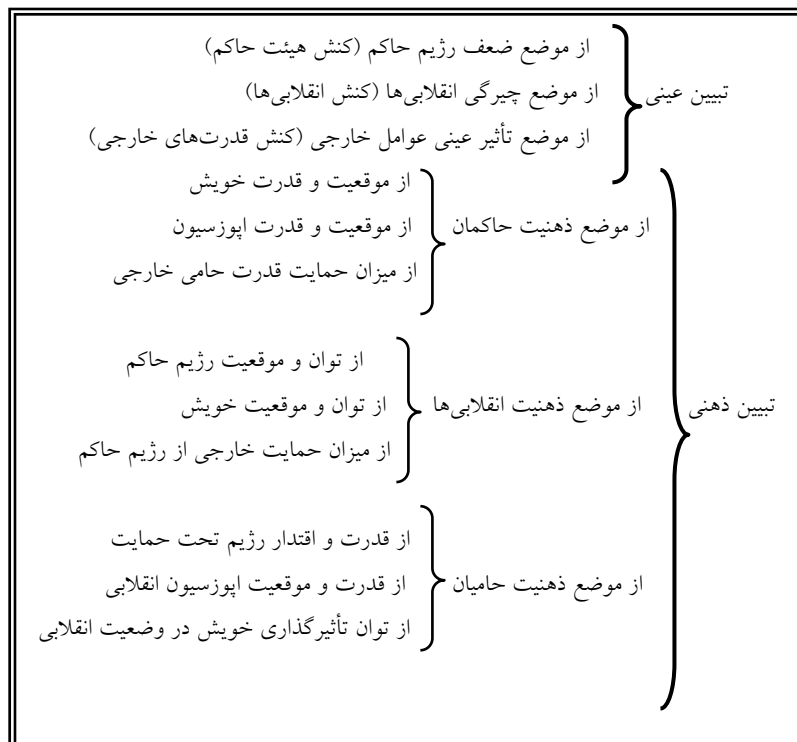 از موضع ضعف رژیم حاکم (کنش هیئت حاکم)
تبیین عینی
از موضع چیرگی انقلابی‌ها (کنش انقلابی‌ها)
از موضع تأثیر عینی عوامل خارجی (کنش قدرت‌های خارجی)
از موقعیت و قدرت خویش
از موضع ذهنیت حاکمان
از موقعیت و قدرت اپوزسیون
از میزان حمایت قدرت حامی خارجی
از توان و موقعیت رژیم حاکم
تبیین ذهنی
از موضع ذهنیت انقلابی‌ها
از توان و موقعیت خویش
از میزان حمایت خارجی از رژیم حاکم
از قدرت و اقتدار رژیم تحت حمایت
از موضع ذهنیت حامیان
از قدرت و موقعیت اپوزسیون انقلابی
از توان تأثیرگذاری خویش در وضعیت انقلابی